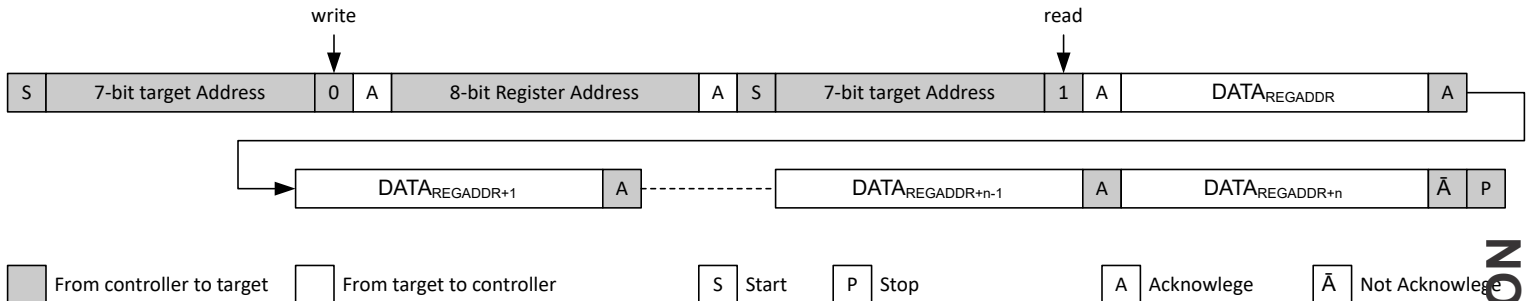 write read
S 7-bit target Address 0 A 8-bit Register Address A S 7-bit target Address 1 A DATAREGADDR A
DATAREGADDR+1 A DATAREGADDR+n-1 A DATAREGADDR+n Ā P
From controller to target From target to controller S Start P Stop A Acknowlege Ā Not Acknowlege
ON